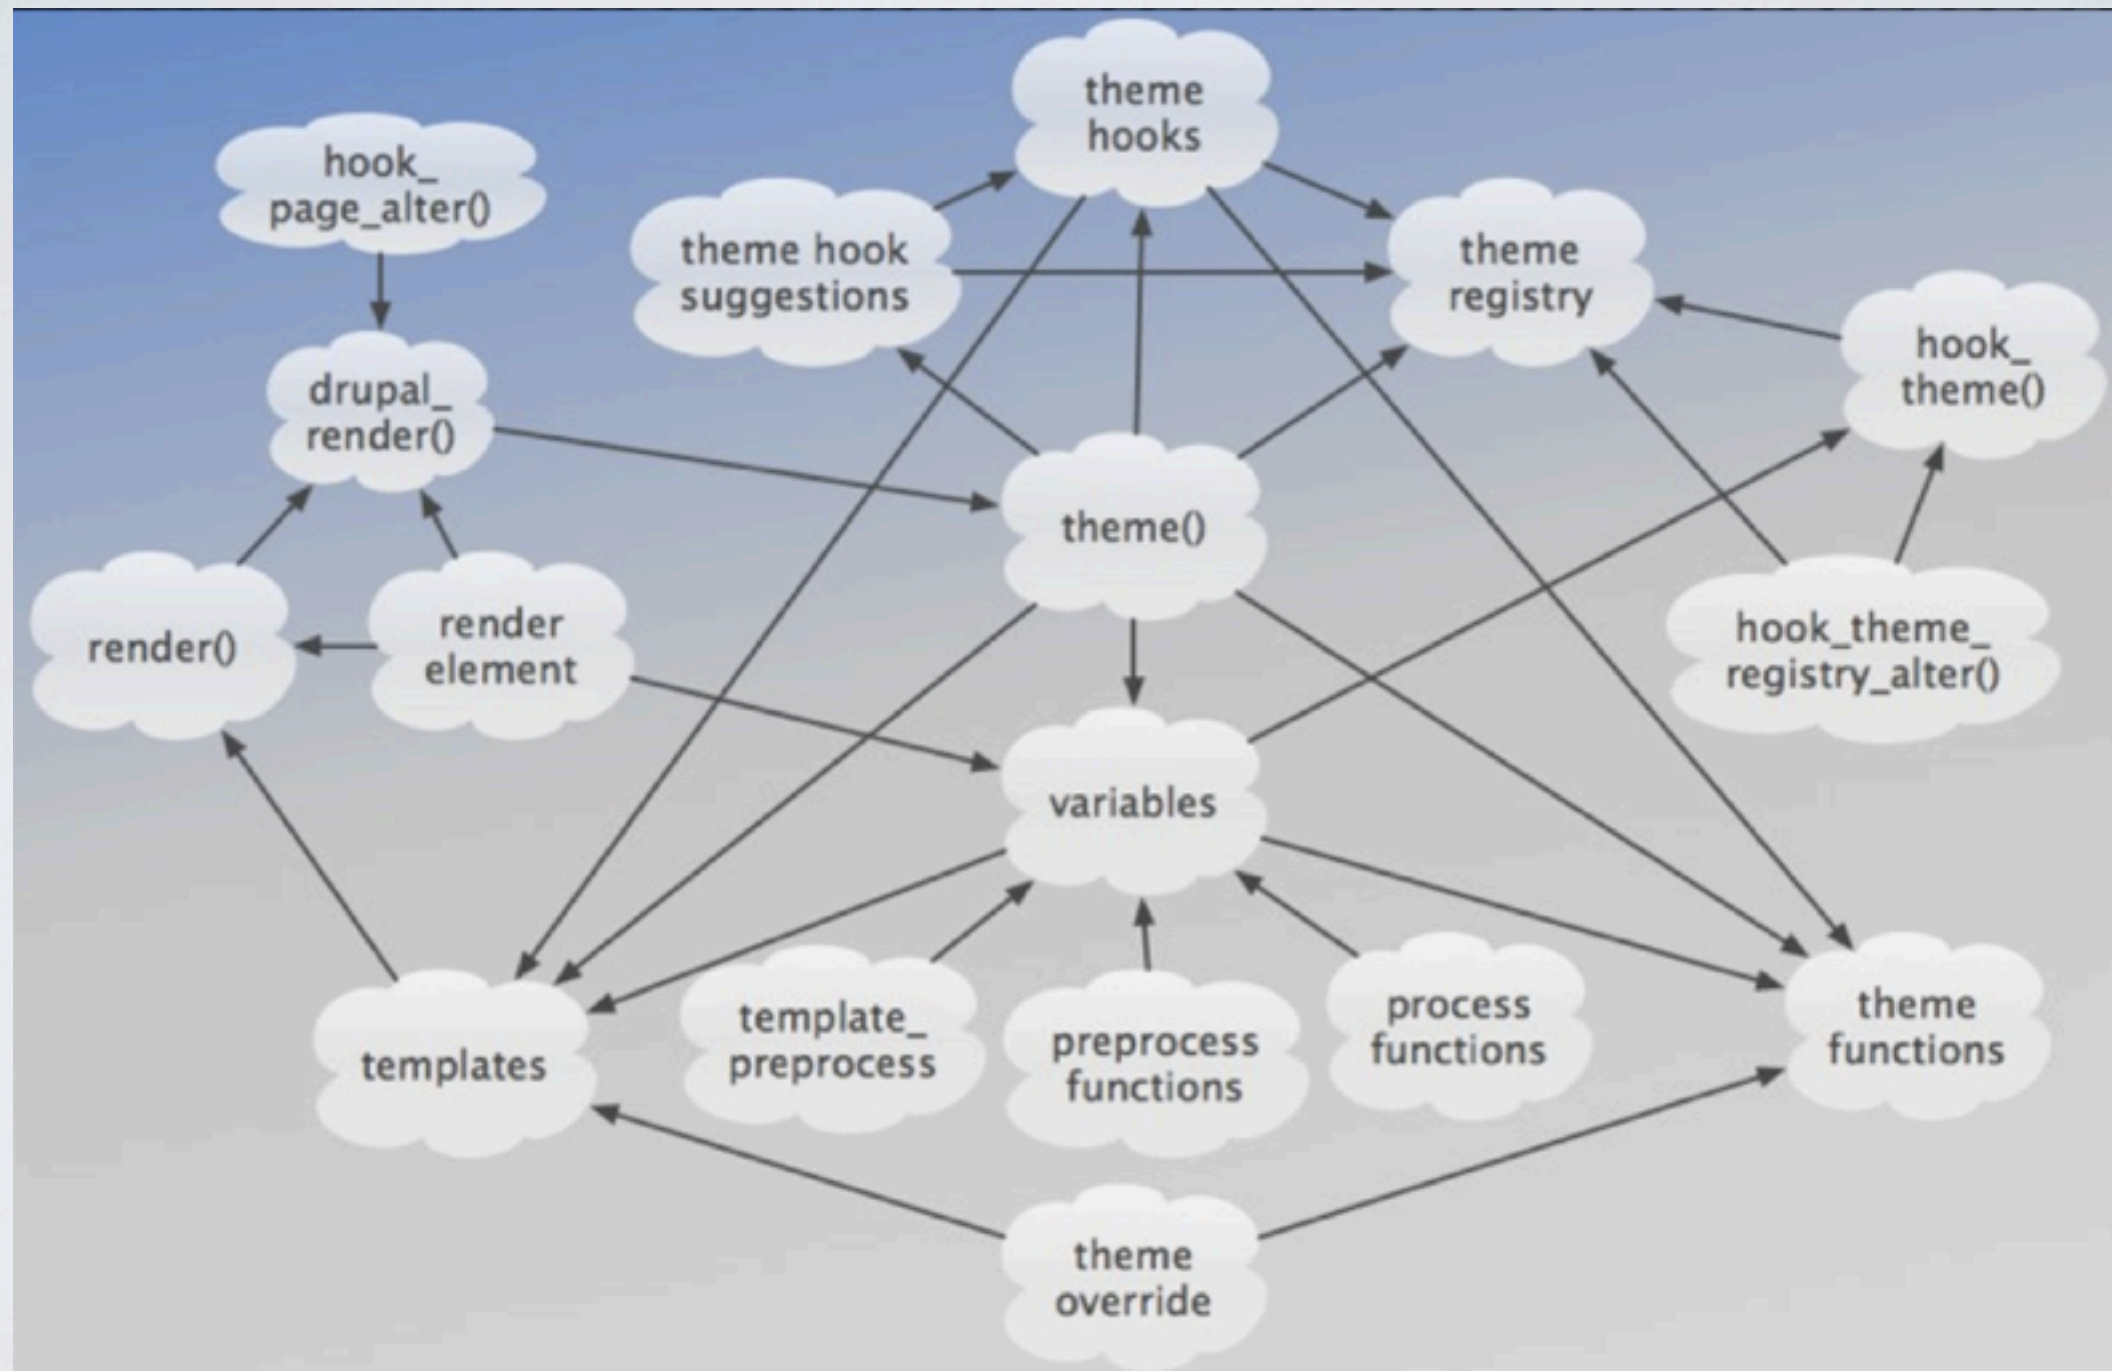 theme
hooks
hook_
page_alter()
theme hook
suggestions
theme
registry
hook_
theme()
drupal_
render()
theme()
render()
render
element
hook_theme_
registry_alter()
variables
templates
template_
preprocess
preprocess
functions
process
functions
theme
functions
theme
override